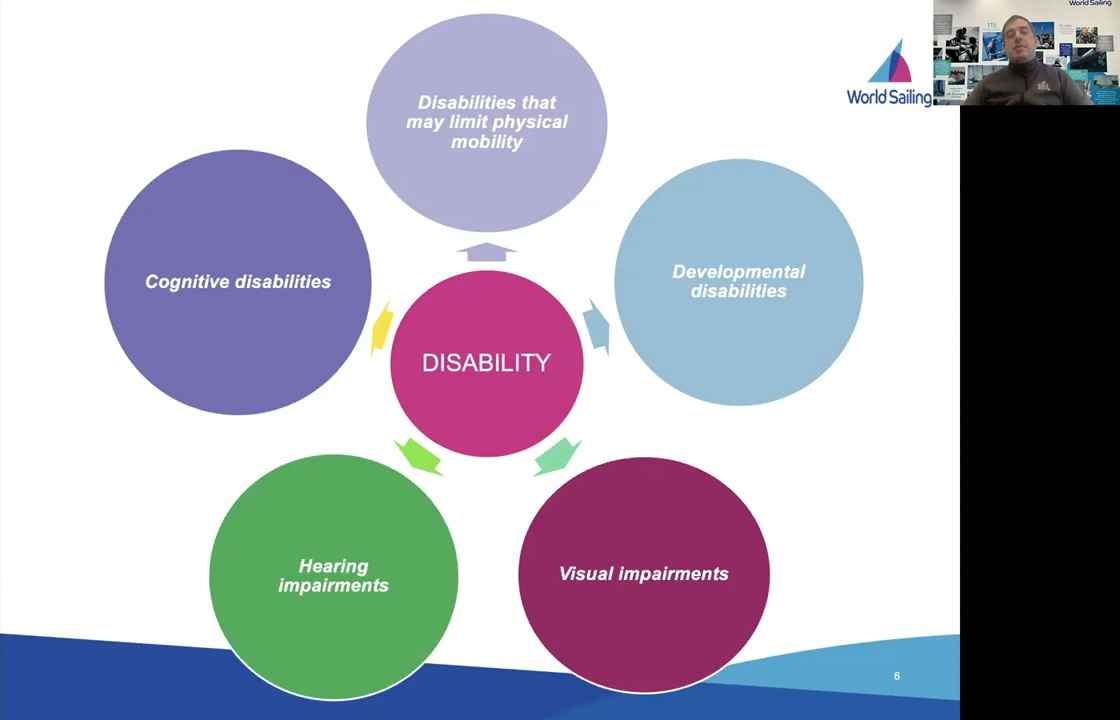 World Sailing
World Sailing
Disabilities that
may limit physical
mobility
Cognitive disabilities
Developmental
disabilities
DISABILITY
Hearing
impairments
Visual impairments
6